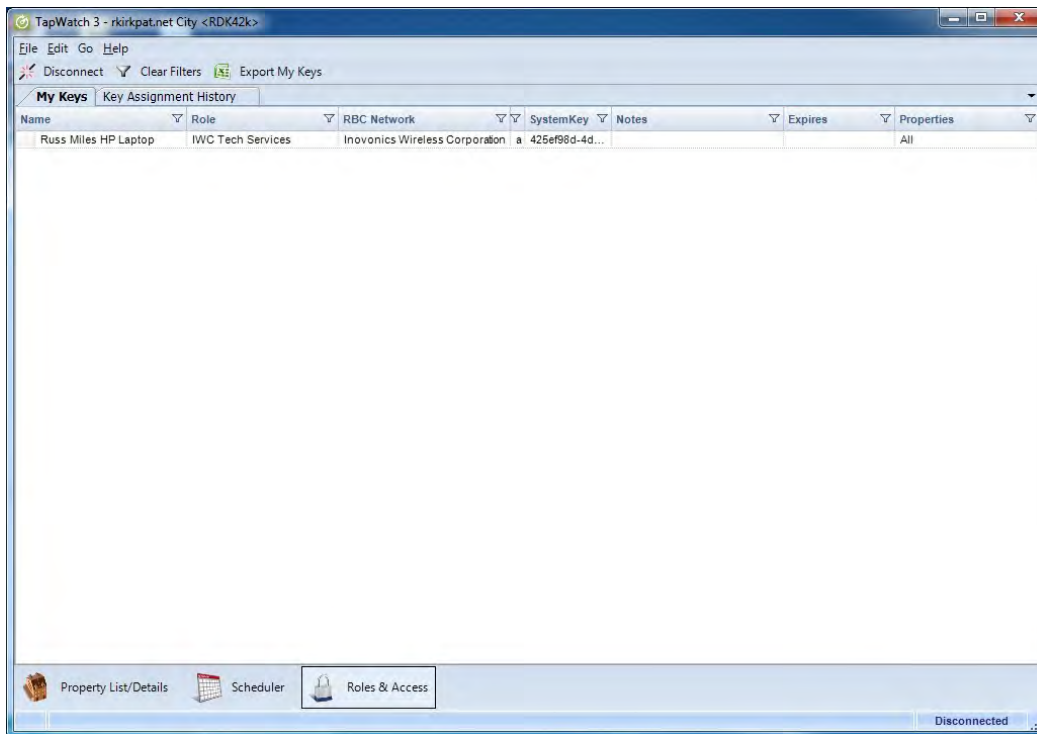 TapWatch 3 - rkirkpat.net City <RDK42k>
File Edit Go Help
Disconnect Clear Filters Export My Keys
My Keys Key Assignment History
Name Role RBC Network SystemKey Notes Expires Properties
Russ Miles HP Laptop IWC Tech Services Inovonics Wireless Corporation a 425ef98d-4d... All
Property List/Details Scheduler Roles & Access
Disconnected